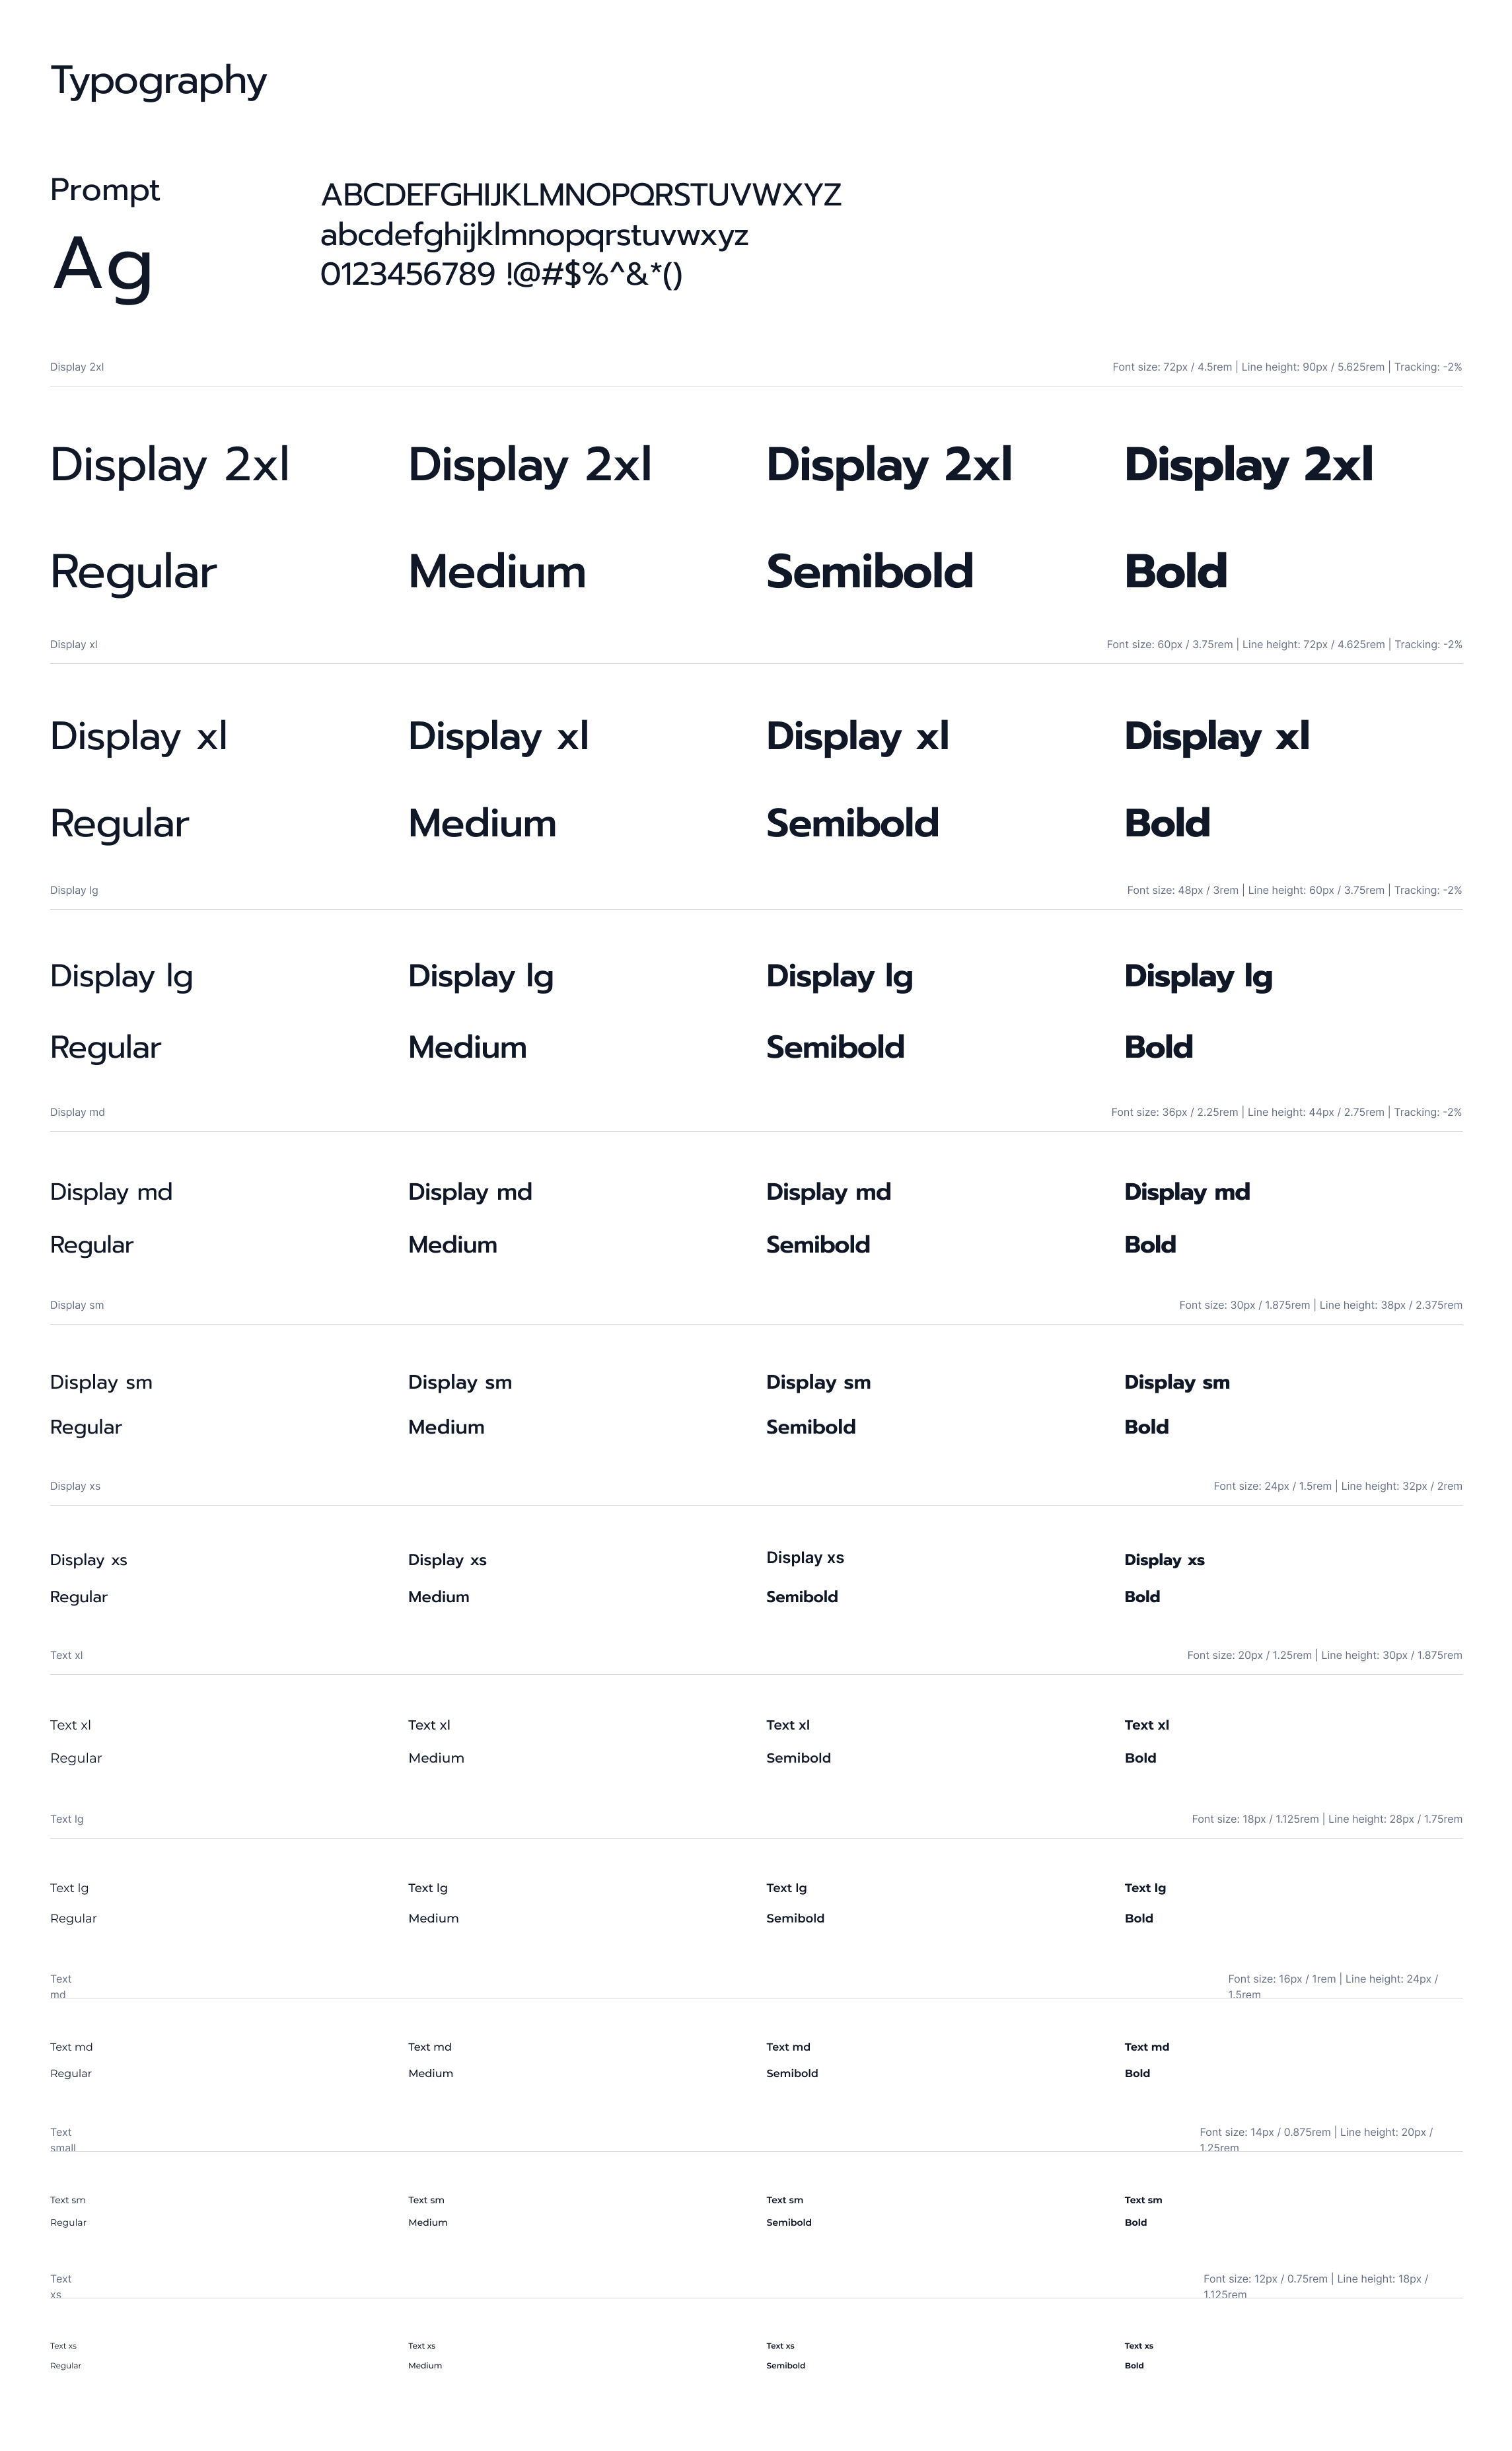 Typography
Prompt
Ag
ABCDEFGHIJKLMNOPQRSTUVWXYZ
abcdefghijklmnopqrstuvwxyz
0123456789 !@#$%^&*()
Display 2xl Font size: 72px / 4.5rem | Line height: 90px / 5.625rem | Tracking: -2%
Display 2xl Display 2xl Display 2xl Display 2xl
Regular Medium Semibold Bold
Display xl Font size: 60px / 3.75rem | Line height: 72px / 4.625rem | Tracking: -2%
Display xl Display xl Display xl Display xl
Regular Medium Semibold Bold
Display lg Font size: 48px / 3rem | Line height: 60px / 3.75rem | Tracking: -2%
Display lg Display lg Display lg Display lg
Regular Medium Semibold Bold
Display md Font size: 36px / 2.25rem | Line height: 44px / 2.75rem | Tracking: -2%
Display md Display md Display md Display md
Regular Medium Semibold Bold
Display sm Font size: 30px / 1.875rem | Line height: 38px / 2.375rem
Display sm Display sm Display sm Display sm
Regular Medium Semibold Bold
Display xs Font size: 24px / 1.5rem | Line height: 32px / 2rem
Display xs Display xs Display xs Display xs
Regular Medium Semibold Bold
Text xl Font size: 20px / 1.25rem | Line height: 30px / 1.875rem
Text xl Text xl Text xl Text xl
Regular Medium Semibold Bold
Text lg Font size: 18px / 1.125rem | Line height: 28px / 1.75rem
Text lg Text lg Text lg Text lg
Regular Medium Semibold Bold
Text Font size: 16px / 1rem | Line height: 24px /
md 1.5rem
Text md Text md Text md Text md
Regular Medium Semibold Bold
Text Font size: 14px / 0.875rem | Line height: 20px /
small 1.25rem
Text sm Text sm Text sm Text sm
Regular Medium Semibold Bold
Text Font size: 12px / 0.75rem | Line height: 18px /
xs 1.125rem
Text xs Text xs Text xs Text xs
Regular Medium Semibold Bold